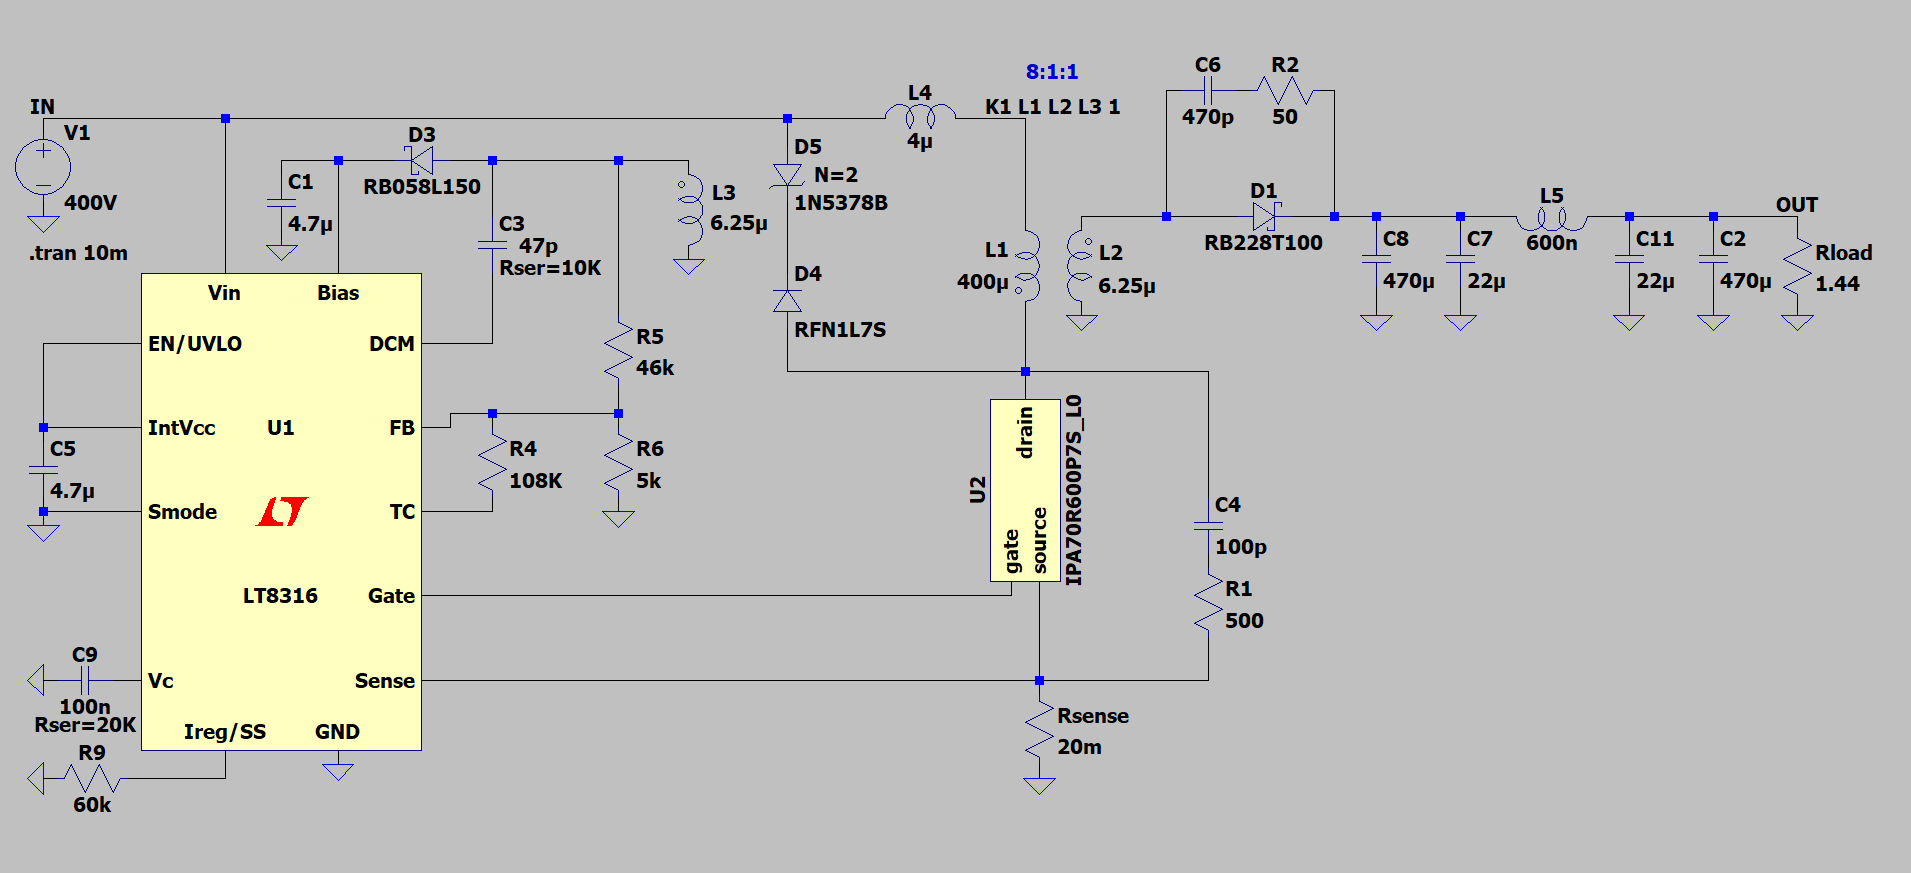 IN
V1
400V
.tran 10m
D3
RB058L150
C1
4.7µ
C3
47p
Rser=10K
L3
6.25µ
D5
N=2
1N5378B
D4
RFN1L7S
L4
4µ
8:1:1
K1 L1 L2 L3 1
L1
400µ
L2
6.25µ
C6
470p
R2
50
D1
RB228T100
C8
470µ
C7
22µ
L5
600n
C11
22µ
C2
470µ
OUT
Rload
1.44
Vin
Bias
EN/UVLO
DCM
IntVcc
U1
FB
Smode
TC
LT8316
Gate
Vc
Sense
Ireg/SS
GND
C5
4.7µ
R5
46k
R4
108K
R6
5k
U2
drain
gate
source
IPA70R600P7S_L0
C4
100p
R1
500
C9
100n
Rser=20K
R9
60k
Rsense
20m